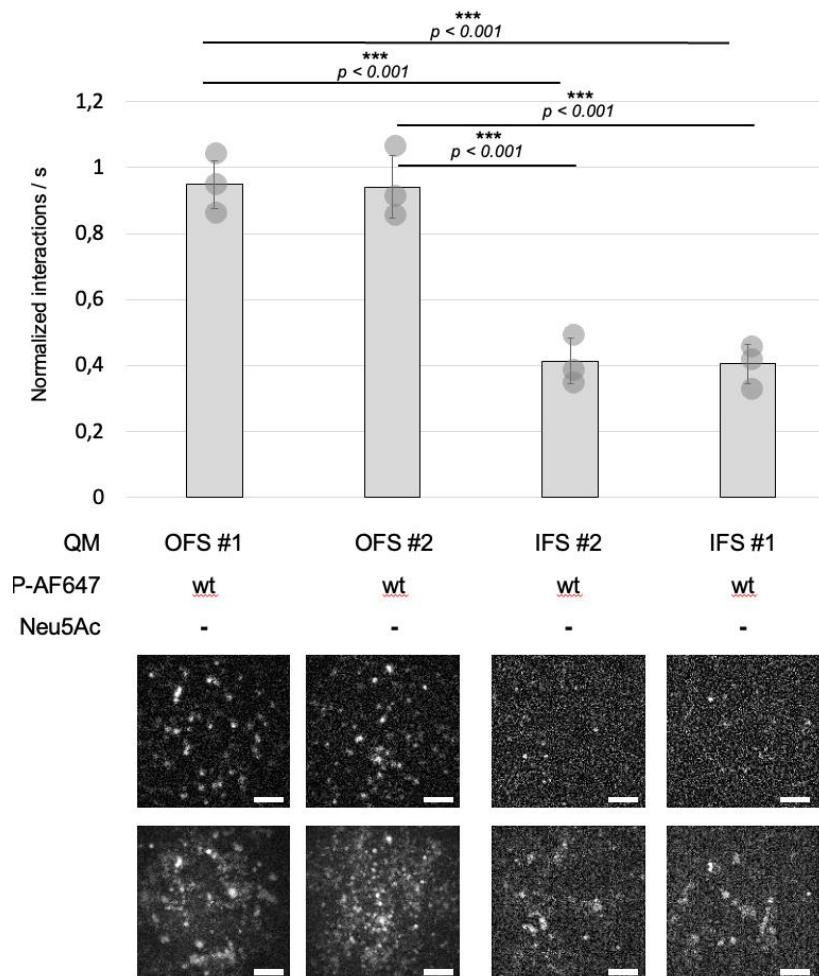 ***
p < 0.001
***
p < 0.001
***
p < 0.001
***
p < 0.001
1,2
1
0,8
0,6
0,4
0,2
0
Normalized interactions / s
QM OFS #1 OFS #2 IFS #2 IFS #1
P-AF647 wt wt wt wt
Neu5Ac - - - -